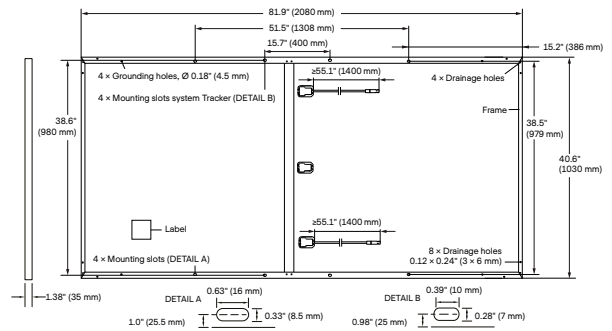 81.9" (2080 mm)
51.5" (1308 mm)
15.7" (400 mm)
15.2" (386 mm)
4 × Grounding holes, Ø 0.18" (4.5 mm)
≥55.1" (1400 mm)
4 × Drainage holes
4 × Mounting slots system Tracker (DETAIL B)
Frame
38.6"
(980 mm)
38.5"
(979 mm)
40.6"
(1030 mm)
Label
≥55.1" (1400 mm)
4 × Mounting slots (DETAIL A)
8 × Drainage holes
0.12 × 0.24" (3 × 6 mm)
1.38" (35 mm)
DETAIL A
0.63" (16 mm)
0.33" (8.5 mm)
1.0" (25.5 mm)
DETAIL B
0.39" (10 mm)
0.28" (7 mm)
0.98" (25 mm)